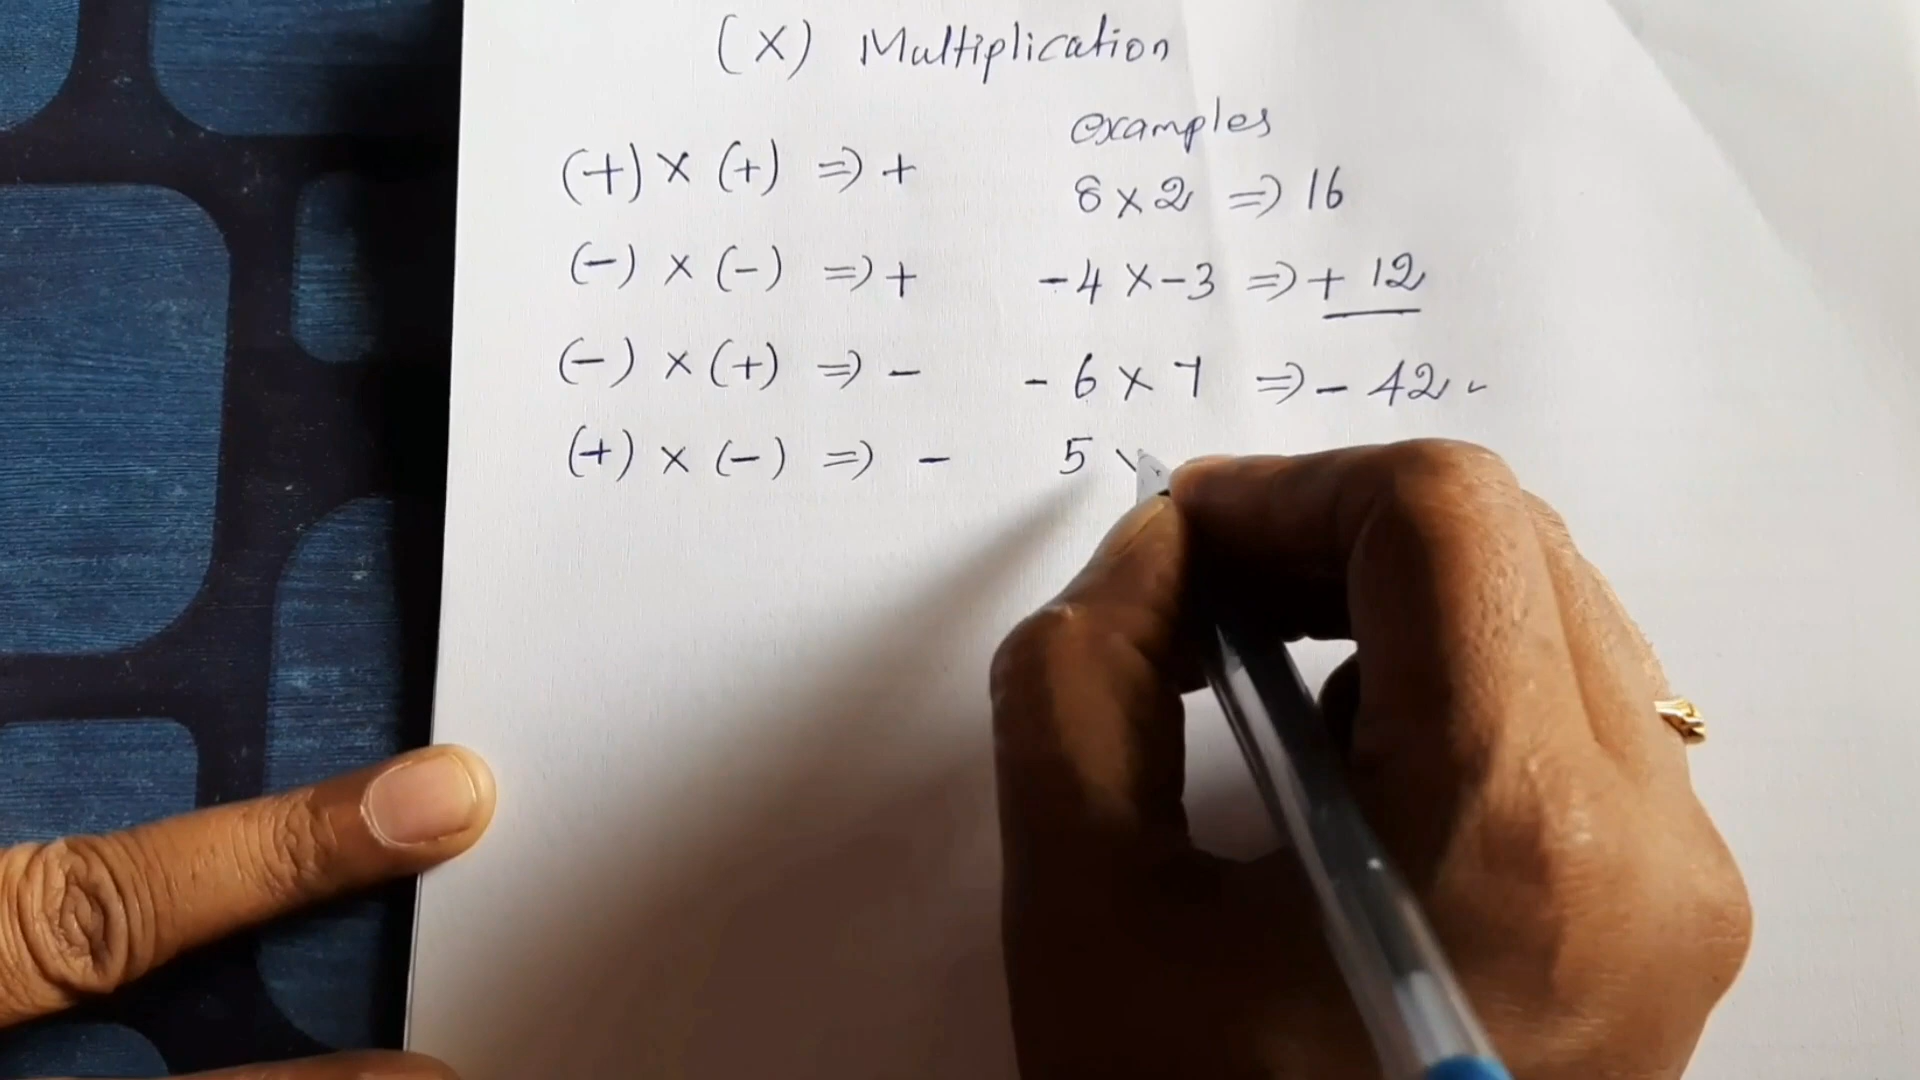 (X) Multiplication
examples
(+) × (+) ⇒ + 8 × 2 ⇒ 16
(-) × (-) ⇒ + -4 × -3 ⇒ + 12
(-) × (+) ⇒ - - 6 × 7 ⇒ - 42
(+) × (-) ⇒ - 5